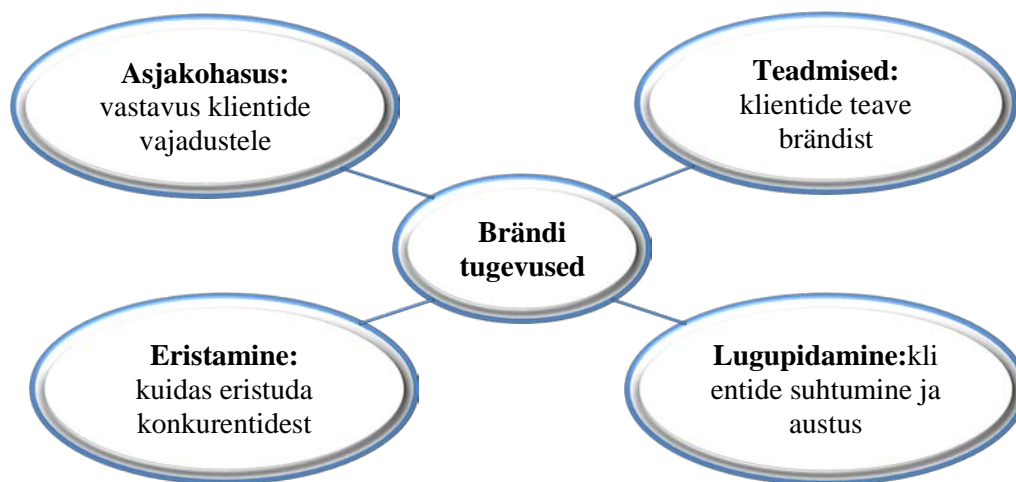 Asjakohasus:
vastavus klientide
vajadustele
Teadmised:
klientide teave
brändist
Brändi
tugevused
Eristamine:
kuidas eristuda
konkurentidest
Lugupidamine:kli
entide suhtumine ja
austus